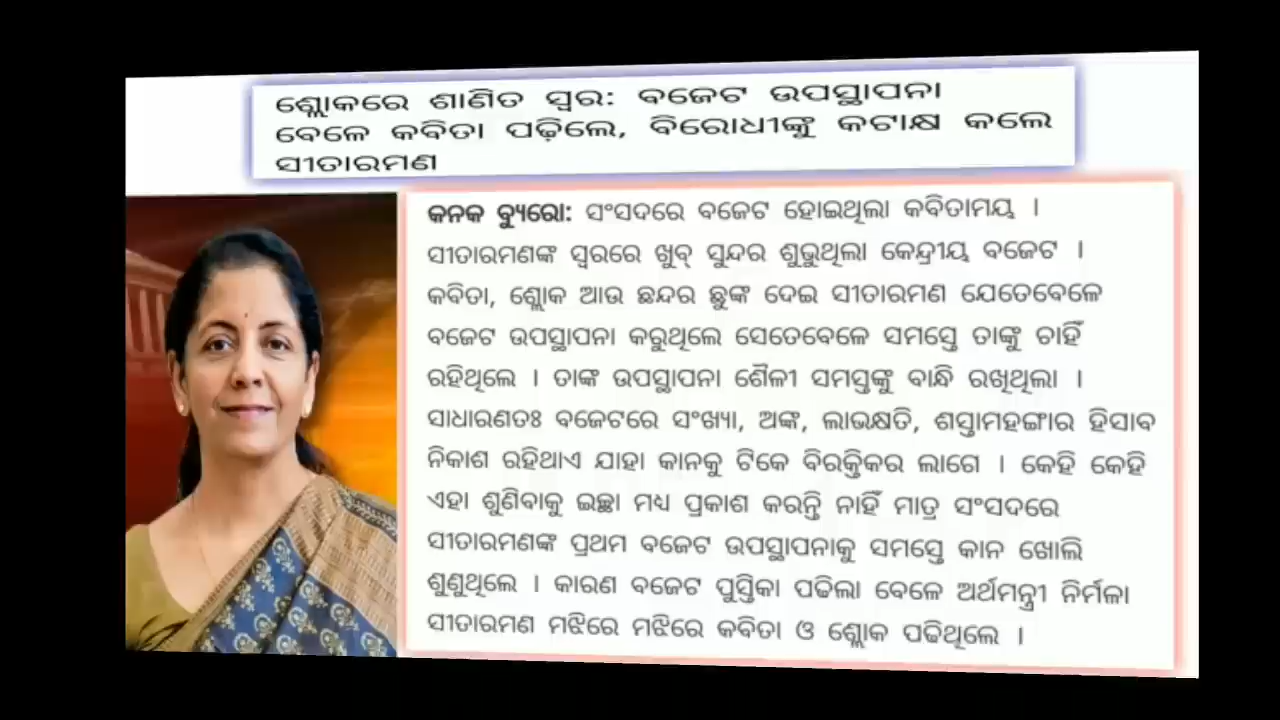 ଶ୍ଲୋକରେ ଶାଣିତ ସ୍ୱର: ବଜେଟ ଉପସ୍ଥାପନା
ବେଳେ କବିତା ପଢ଼ିଲେ, ବିରୋଧୀଙ୍କୁ କଟାକ୍ଷ କଲେ
ସୀତାରମଣ
କନକ ବ୍ୟୁରୋ: ସଂସଦରେ ବଜେଟ ହୋଇଥିଲା କବିତାମୟ ।
ସୀତାରମଣଙ୍କ ସ୍ୱରରେ ଖୁବ୍ ସୁନ୍ଦର ଶୁଭୁଥିଲା କେନ୍ଦ୍ରୀୟ ବଜେଟ ।
କବିତା, ଶ୍ଲୋକ ଆଉ ଛନ୍ଦର ଛୁଙ୍କ ଦେଇ ସୀତାରମଣ ଯେତେବେଳେ
ବଜେଟ ଉପସ୍ଥାପନା କରୁଥିଲେ ସେତେବେଳେ ସମସ୍ତେ ତାଙ୍କୁ ଚାହିଁ
ରହିଥିଲେ । ତାଙ୍କ ଉପସ୍ଥାପନା ଶୈଳୀ ସମସ୍ତଙ୍କୁ ବାନ୍ଧି ରଖିଥିଲା ।
ସାଧାରଣତଃ ବଜେଟରେ ସଂଖ୍ୟା, ଅଙ୍କ, ଲାଭକ୍ଷତି, ଶସ୍ତାମହଙ୍ଗାର ହିସାବ
ନିକାଶ ରହିଥାଏ ଯାହା କାନକୁ ଟିକେ ବିରକ୍ତିକର ଲାଗେ । କେହି କେହି
ଏହା ଶୁଣିବାକୁ ଇଚ୍ଛା ମଧ୍ୟ ପ୍ରକାଶ କରନ୍ତି ନାହିଁ ମାତ୍ର ସଂସଦରେ
ସୀତାରମଣଙ୍କ ପ୍ରଥମ ବଜେଟ ଉପସ୍ଥାପନାକୁ ସମସ୍ତେ କାନ ଖୋଲି
ଶୁଣୁଥିଲେ । କାରଣ ବଜେଟ ପୁସ୍ତିକା ପଢିଲା ବେଳେ ଅର୍ଥମନ୍ତ୍ରୀ ନିର୍ମଳା
ସୀତାରମଣ ମଝିରେ ମଝିରେ କବିତା ଓ ଶ୍ଲୋକ ପଢିଥିଲେ ।